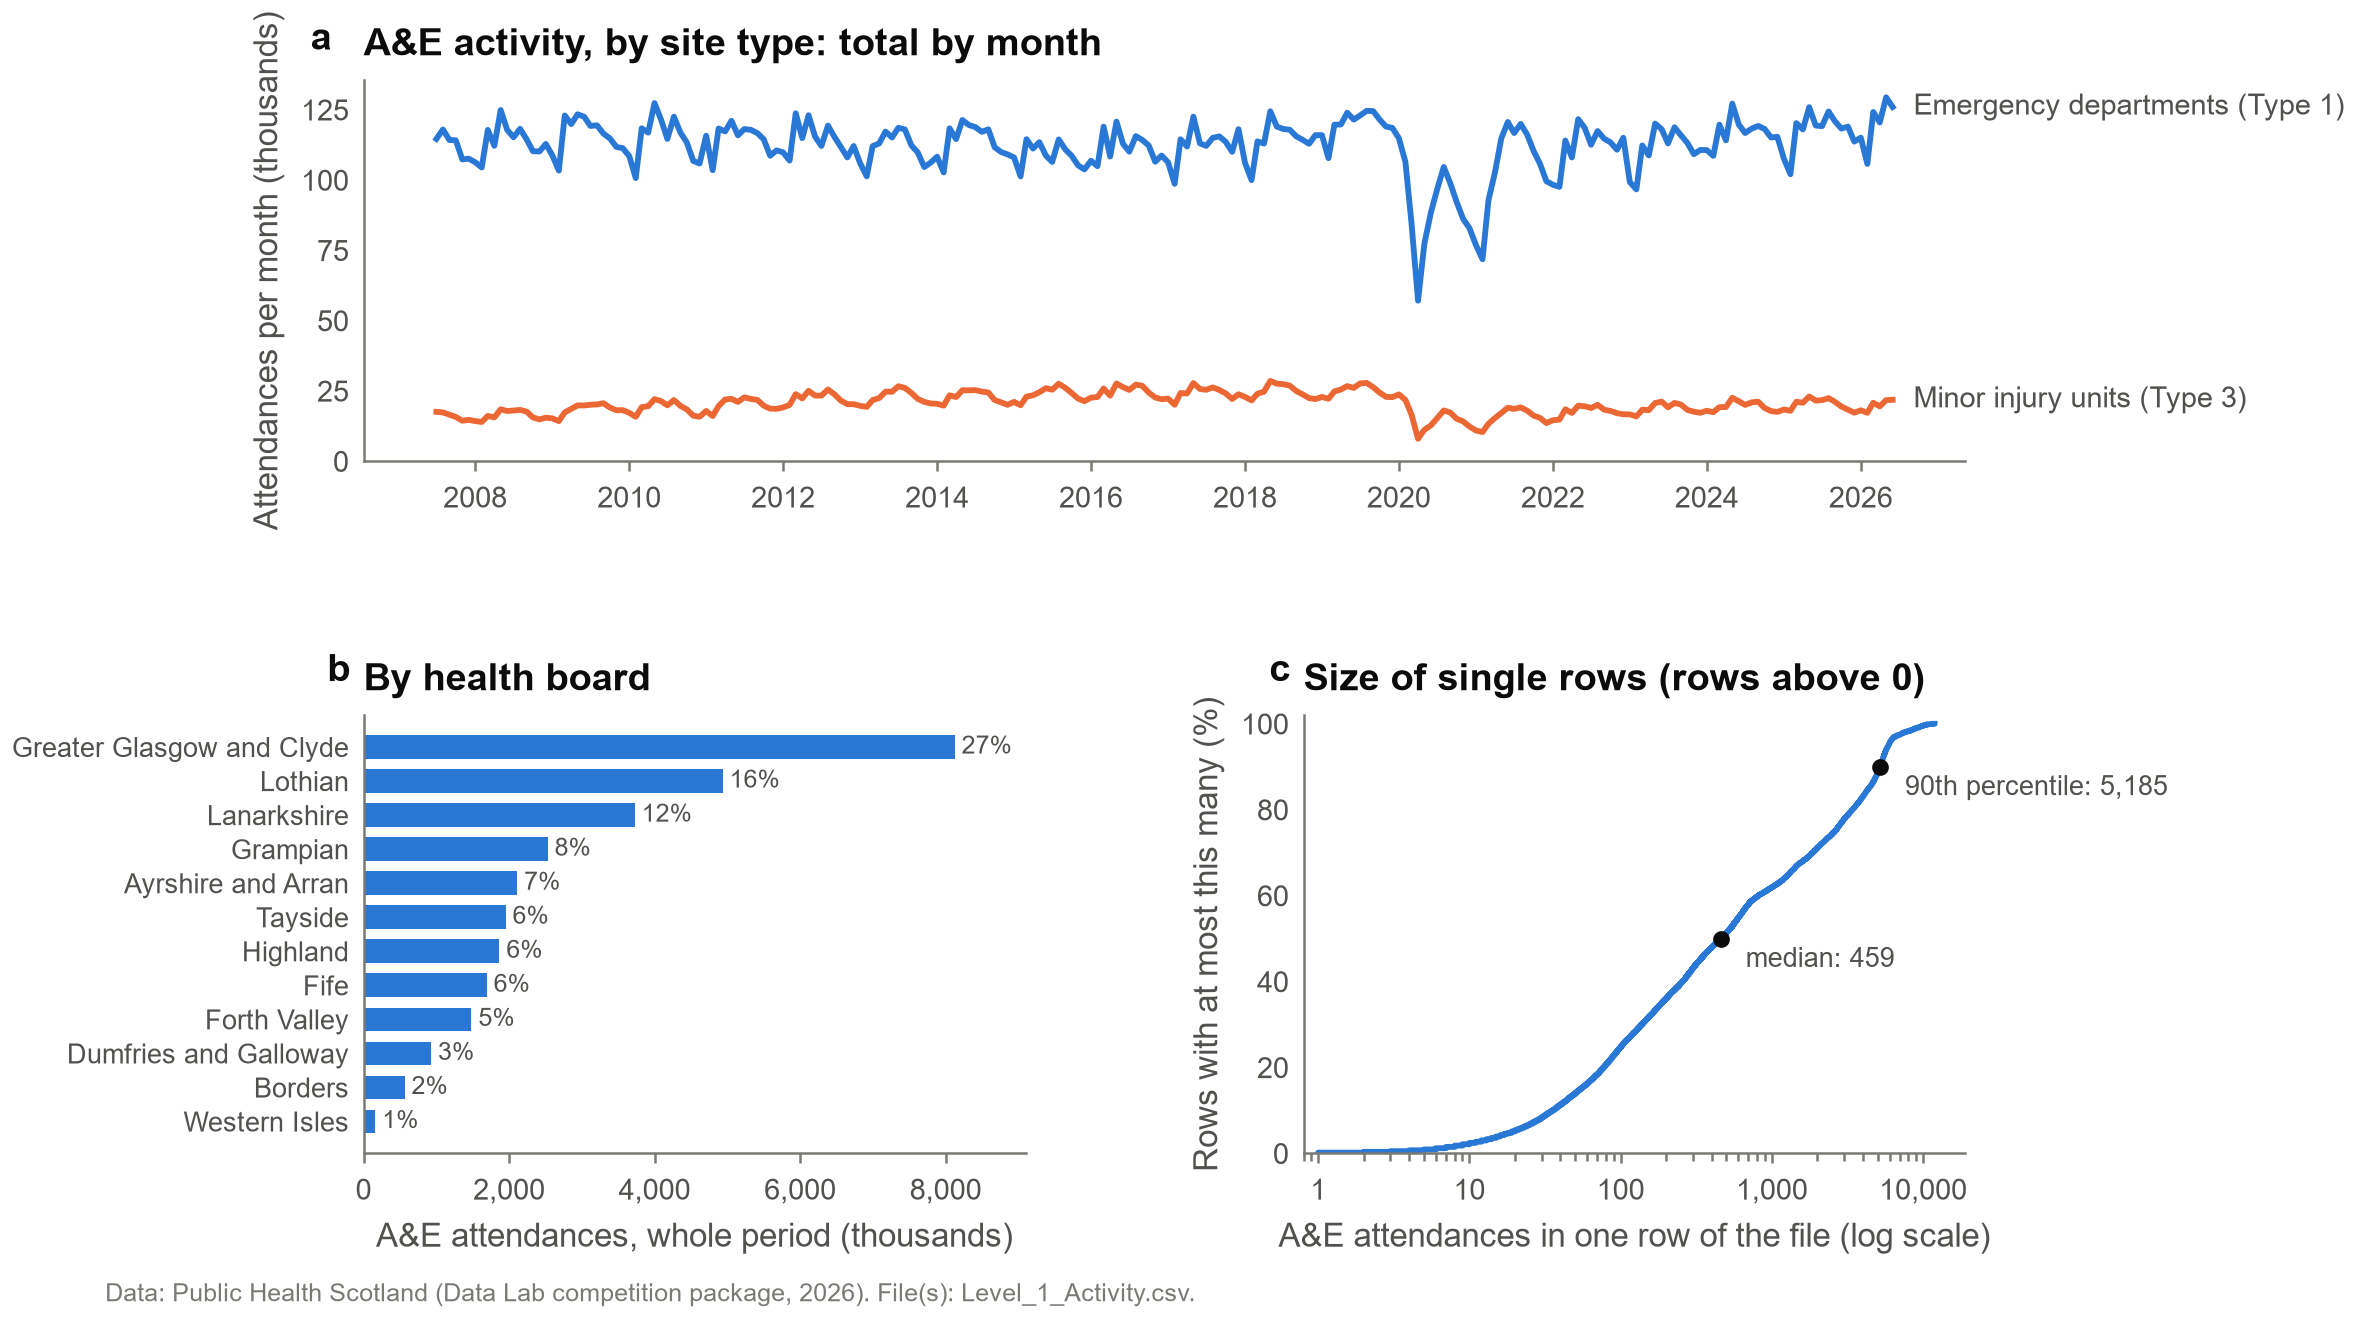 a A&E activity, by site type: total by month
Attendances per month (thousands)
125
100
75
50
25
0
Emergency departments (Type 1)
Minor injury units (Type 3)
2008 2010 2012 2014 2016 2018 2020 2022 2024 2026
b By health board
Greater Glasgow and Clyde 27%
Lothian 16%
Lanarkshire 12%
Grampian 8%
Ayrshire and Arran 7%
Tayside 6%
Highland 6%
Fife 6%
Forth Valley 5%
Dumfries and Galloway 3%
Borders 2%
Western Isles 1%
0 2,000 4,000 6,000 8,000
A&E attendances, whole period (thousands)
c Size of single rows (rows above 0)
Rows with at most this many (%)
100
80
60
40
20
0
90th percentile: 5,185
median: 459
1 10 100 1,000 10,000
A&E attendances in one row of the file (log scale)
Data: Public Health Scotland (Data Lab competition package, 2026). File(s): Level_1_Activity.csv.